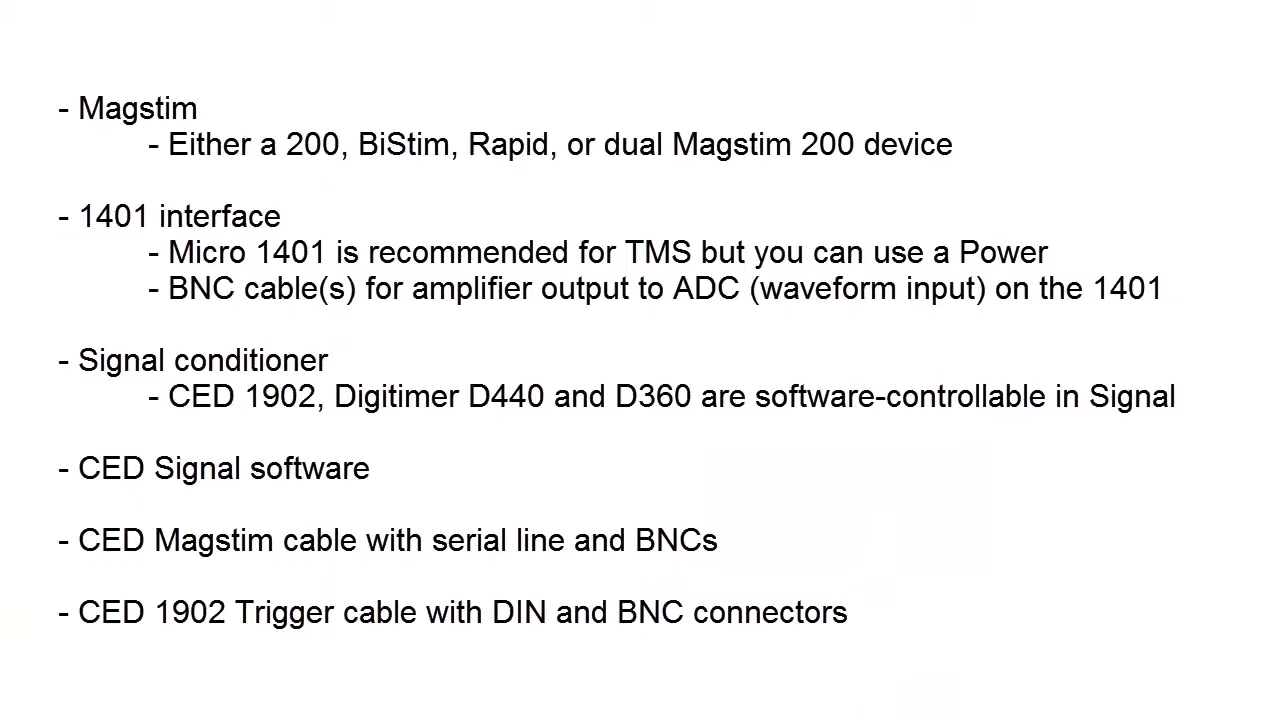 - Magstim
- Either a 200, BiStim, Rapid, or dual Magstim 200 device
- 1401 interface
- Micro 1401 is recommended for TMS but you can use a Power
- BNC cable(s) for amplifier output to ADC (waveform input) on the 1401
- Signal conditioner
- CED 1902, Digitimer D440 and D360 are software-controllable in Signal
- CED Signal software
- CED Magstim cable with serial line and BNCs
- CED 1902 Trigger cable with DIN and BNC connectors